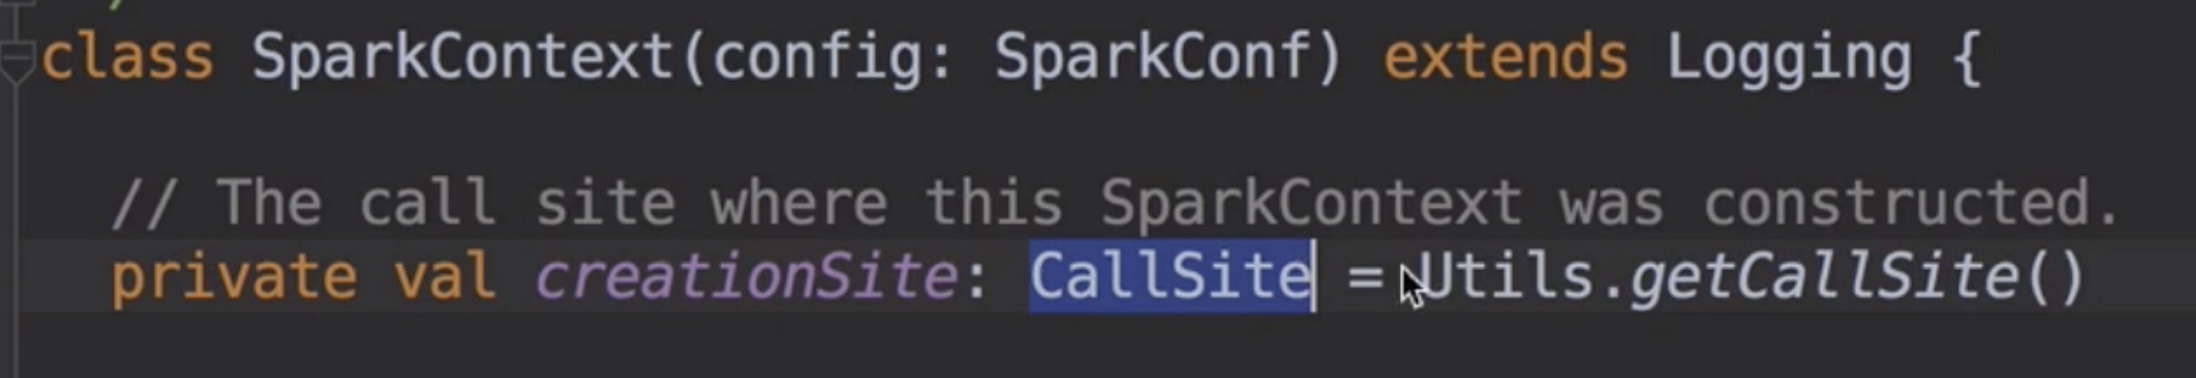 class SparkContext(config: SparkConf) extends Logging {
// The call site where this SparkContext was constructed.
private val creationSite: CallSite = Utils.getCallSite()